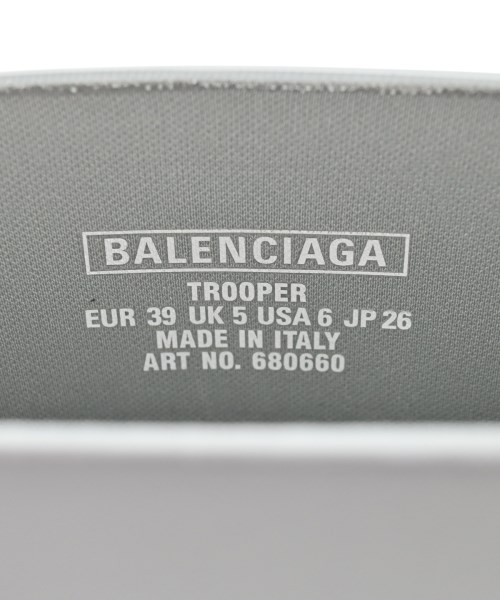 BALENCIAGA
TROOPER
EUR 39 UK 5 USA 6 JP 26
MADE IN ITALY
ART NO. 680660